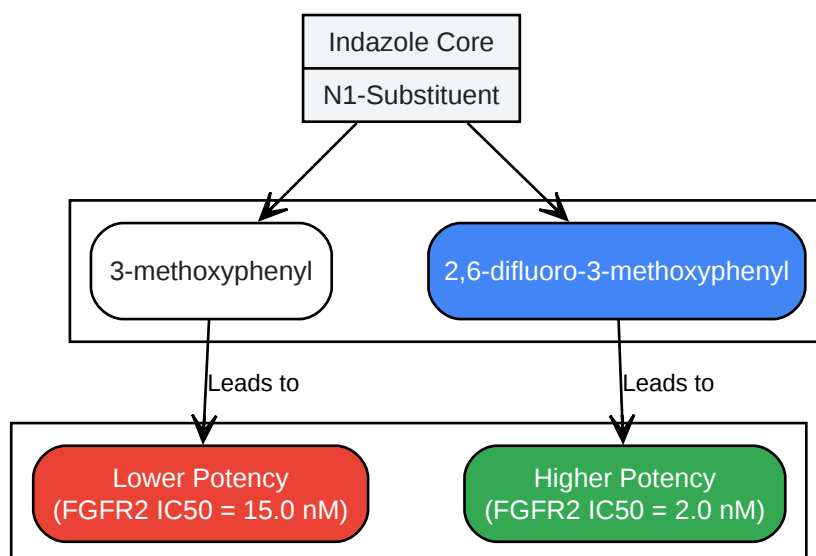 Indazole Core
N1-Substituent
3-methoxyphenyl
2,6-difluoro-3-methoxyphenyl
Leads to
Leads to
Lower Potency
(FGFR2 IC50 = 15.0 nM)
Higher Potency
(FGFR2 IC50 = 2.0 nM)